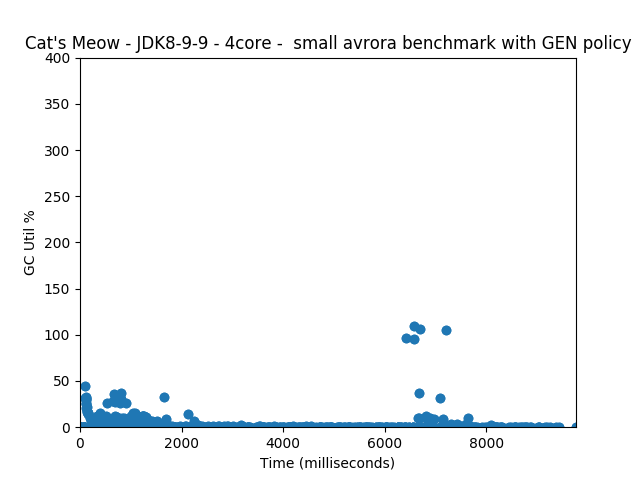 Cat's Meow - JDK8-9-9 - 4core -  small avrora benchmark with GEN policy
400
350
300
250
200
150
100
50
0
GC Util %
0 2000 4000 6000 8000
Time (milliseconds)